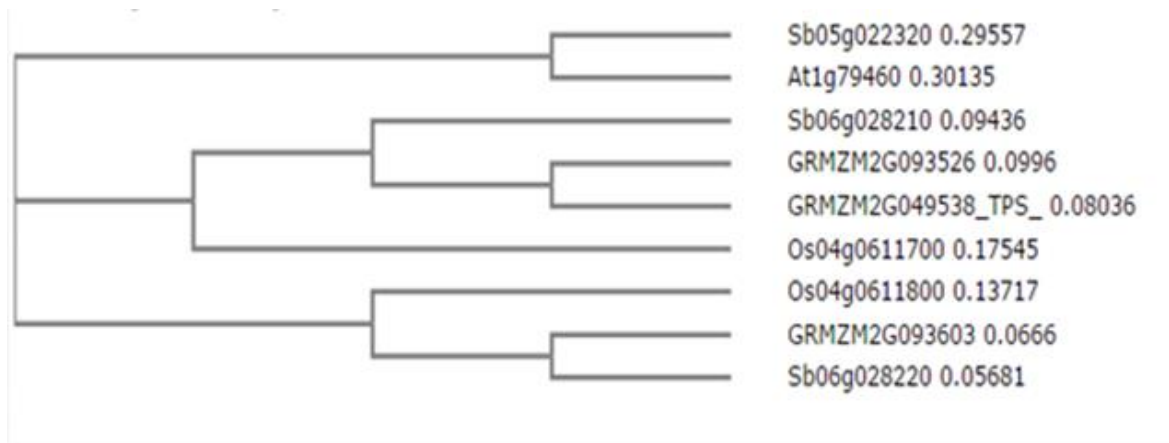 Sb05g022320 0.29557
At1g79460 0.30135
Sb06g028210 0.09436
GRMZM2G093526 0.0996
GRMZM2G049538_TPS_ 0.08036
Os04g0611700 0.17545
Os04g0611800 0.13717
GRMZM2G093603 0.0666
Sb06g028220 0.05681